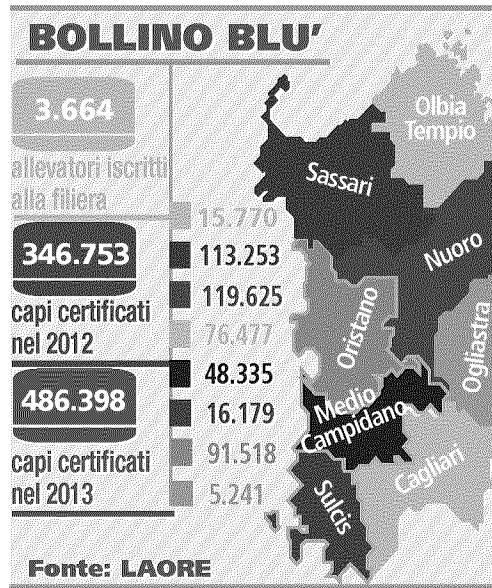 BOLLINO BLU'
3.664
allevatori iscritti
alla filiera
346.753
capi certificati
nel 2012
486.398
capi certificati
nel 2013
15.770
113.253
119.625
76.477
48.335
16.179
91.518
5.241
Olbia
Tempio
Sassari
Nuoro
Oristano
Ogliastra
Medio
Campidano
Cagliari
Sulcis
Fonte: LAORE